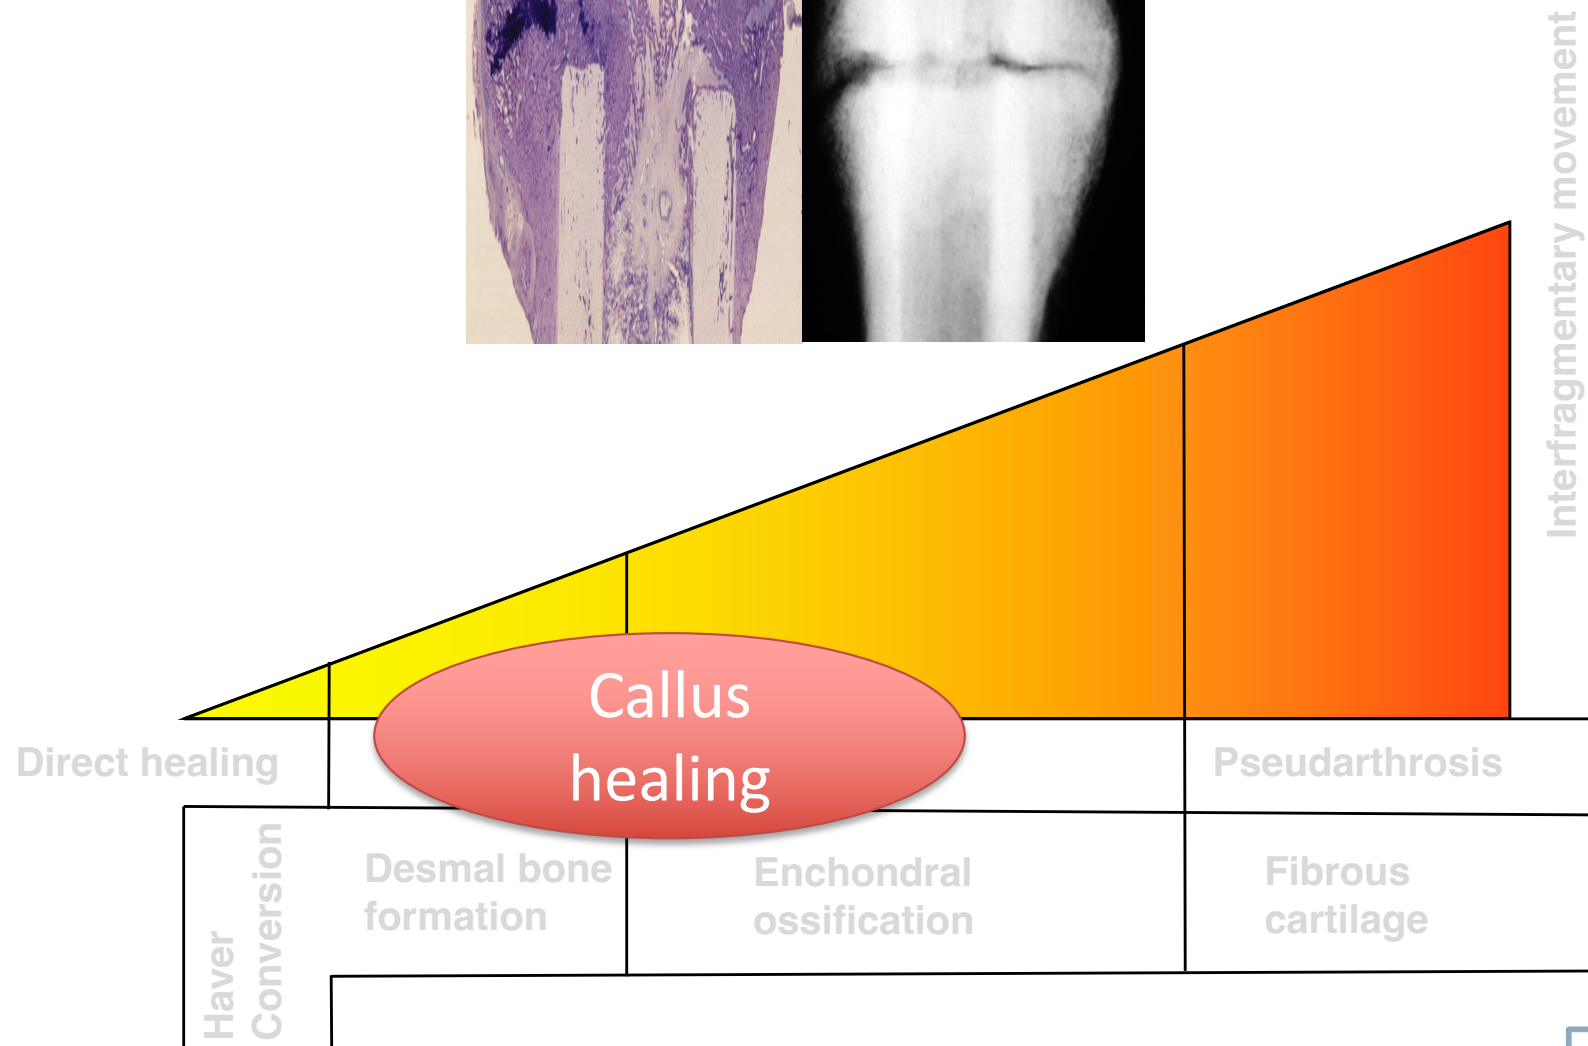 Interfragmentary movement
Callus
healing
Direct healing
Pseudarthrosis
Haver
Conversion
Desmal bone
formation
Enchondral
ossification
Fibrous
cartilage